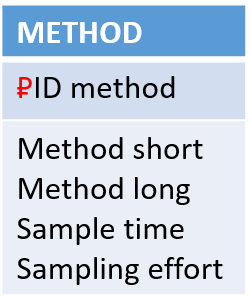 METHOD
₽ID method
Method short
Method long
Sample time
Sampling effort